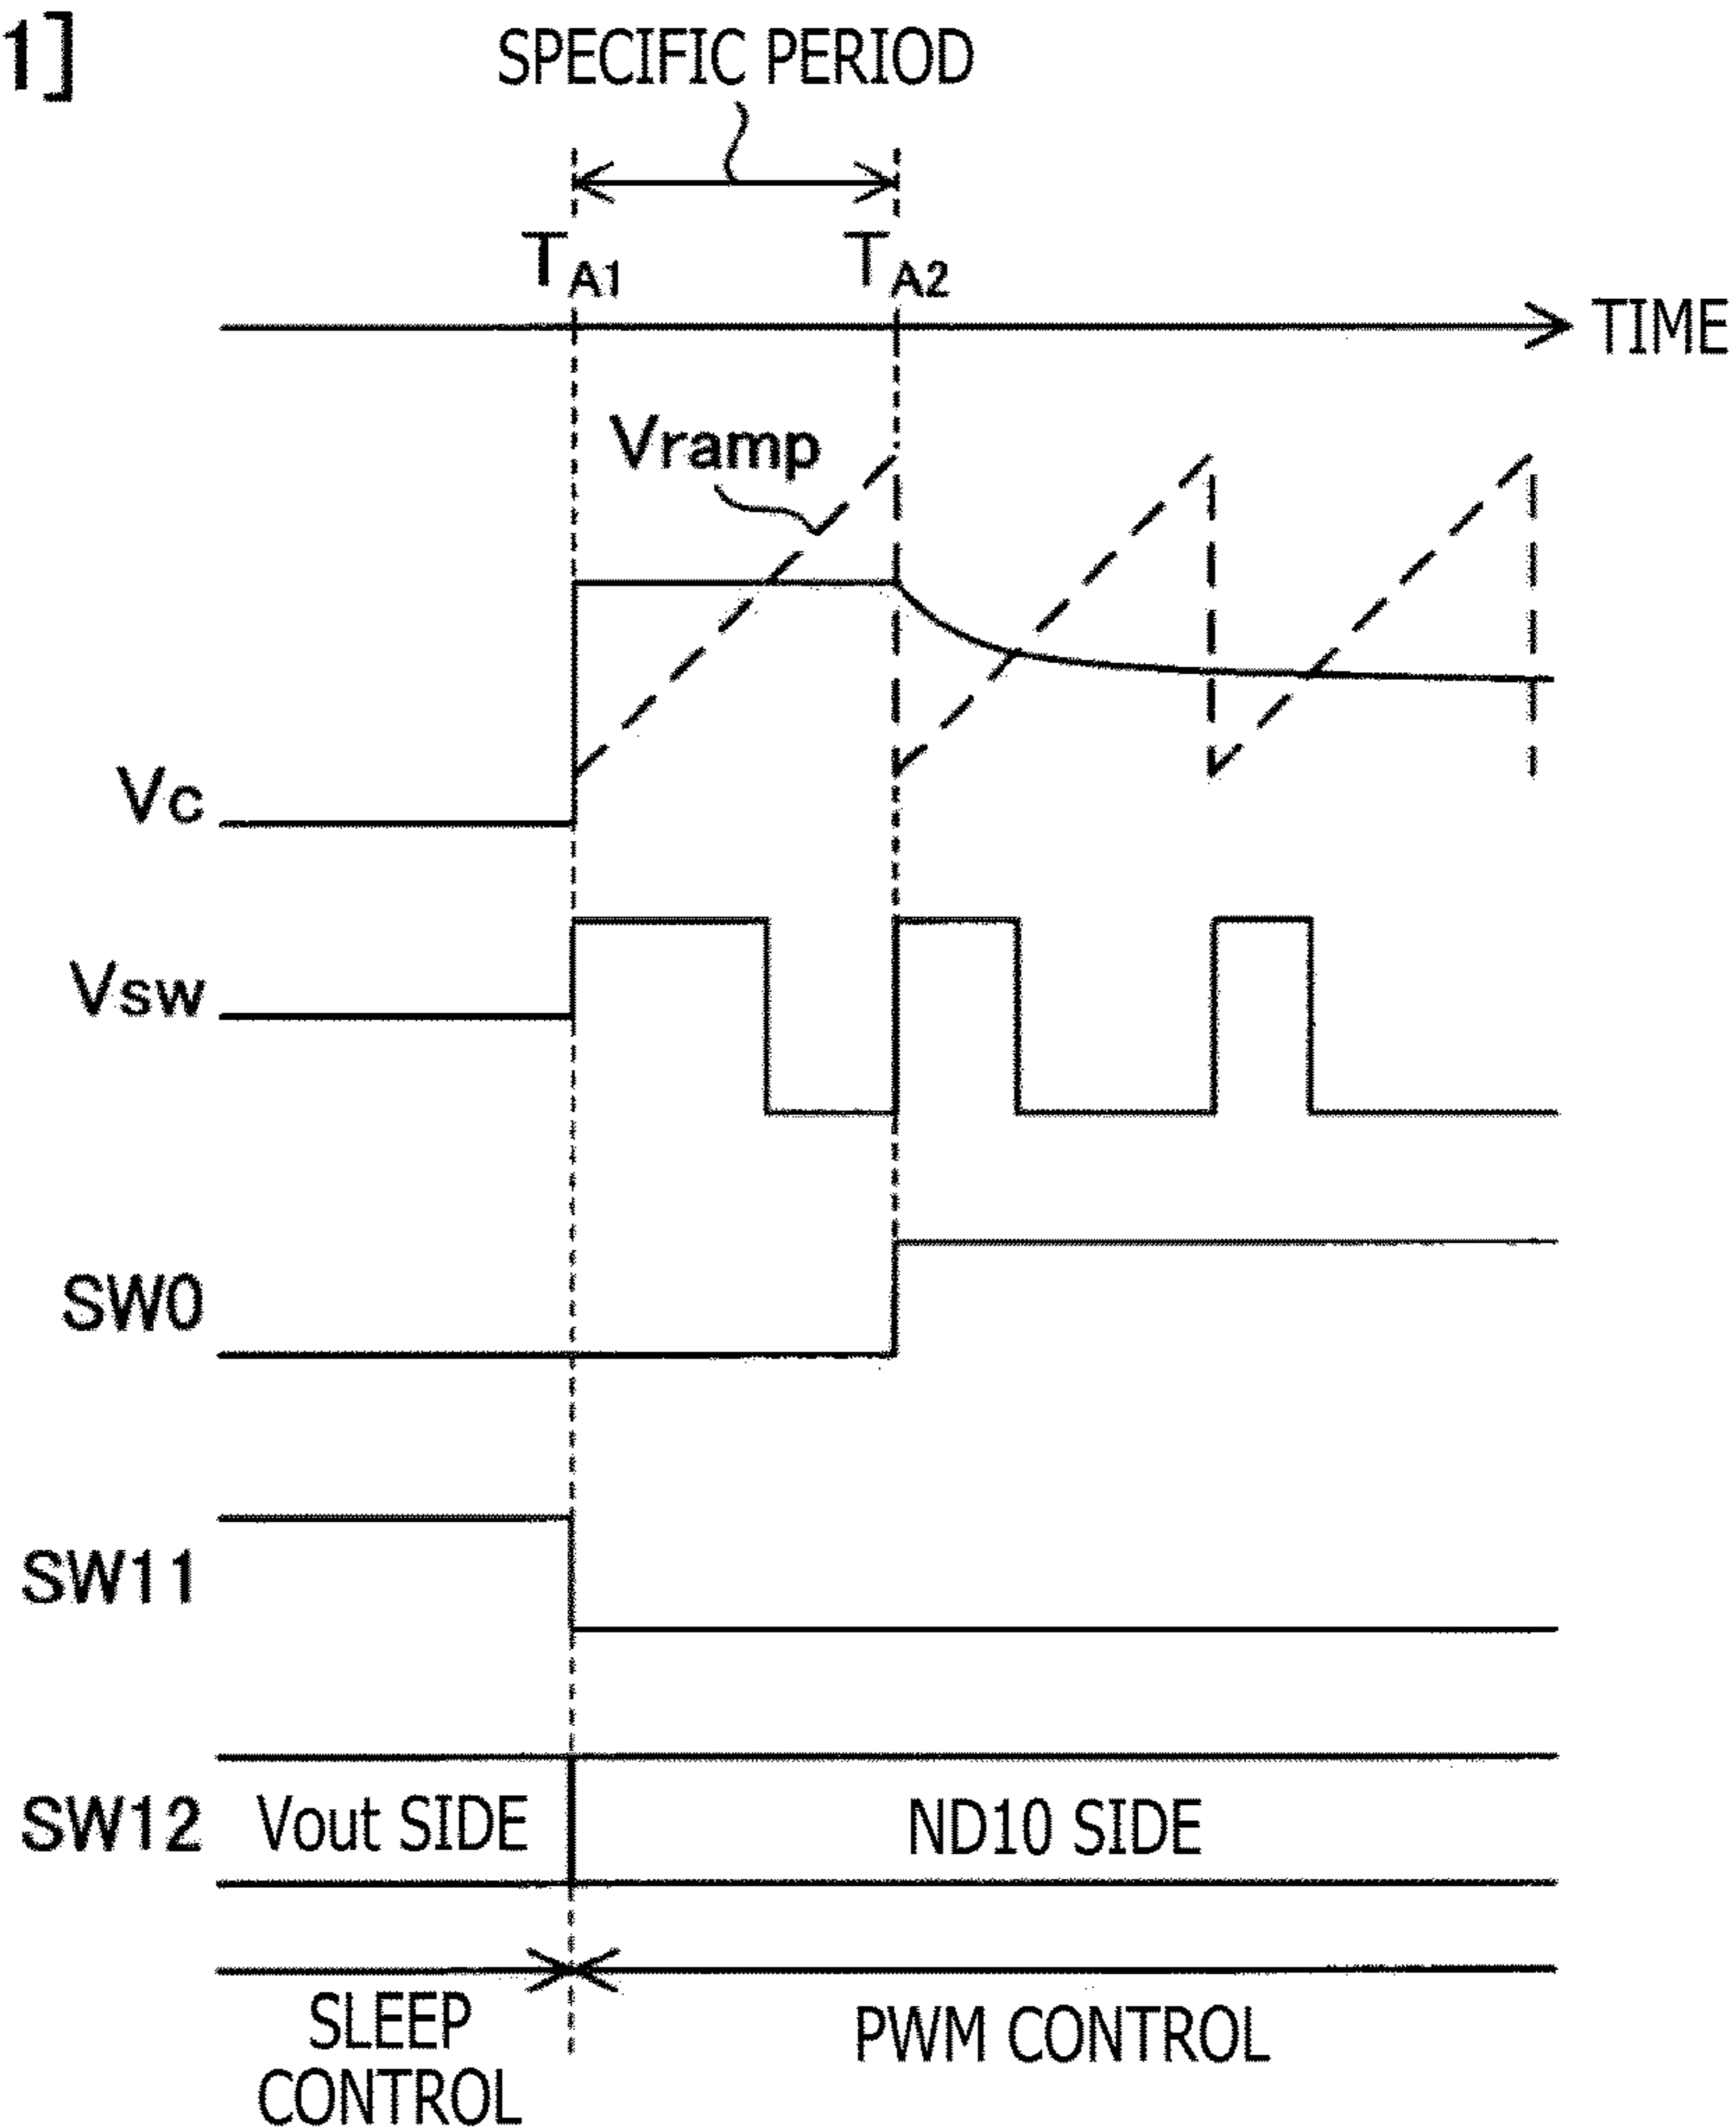 1]
SPECIFIC PERIOD
TA1
TA2
TIME
Vramp
Vc
Vsw
SW0
SW11
SW12
Vout SIDE
ND10 SIDE
SLEEP
CONTROL
PWM CONTROL